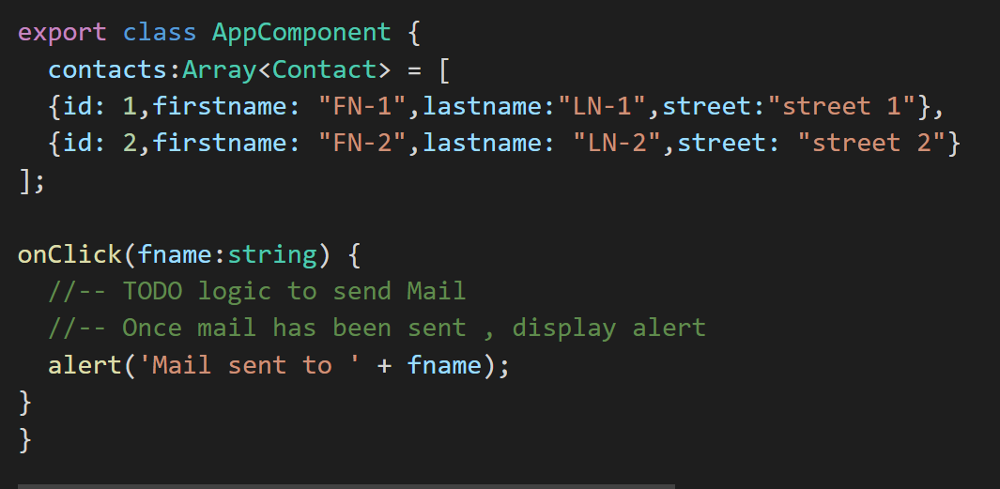 export class AppComponent {
  contacts:Array<Contact> = [
  {id: 1,firstname: "FN-1",lastname:"LN-1",street:"street 1"},
  {id: 2,firstname: "FN-2",lastname: "LN-2",street: "street 2"}
];

onClick(fname:string) {
  //-- TODO logic to send Mail
  //-- Once mail has been sent , display alert
  alert('Mail sent to ' + fname);
}
}